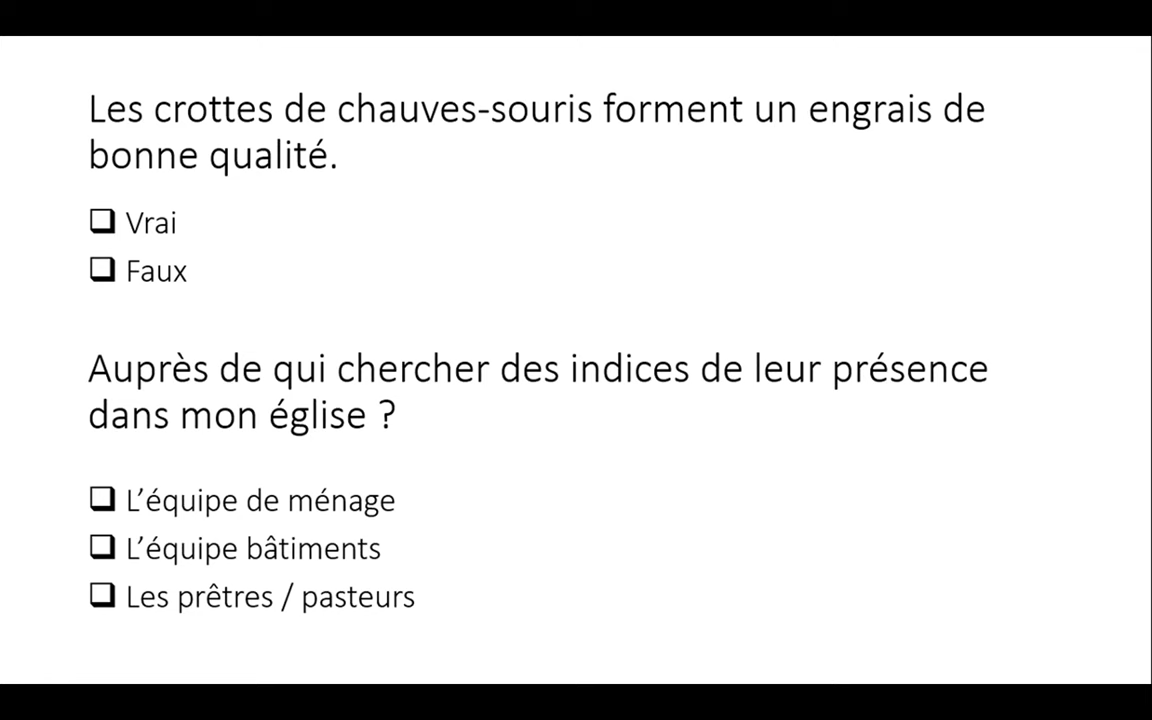 Les crottes de chauves-souris forment un engrais de
bonne qualité.
❑ Vrai
❑ Faux
Auprès de qui chercher des indices de leur présence
dans mon église ?
❑ L’équipe de ménage
❑ L’équipe bâtiments
❑ Les prêtres / pasteurs